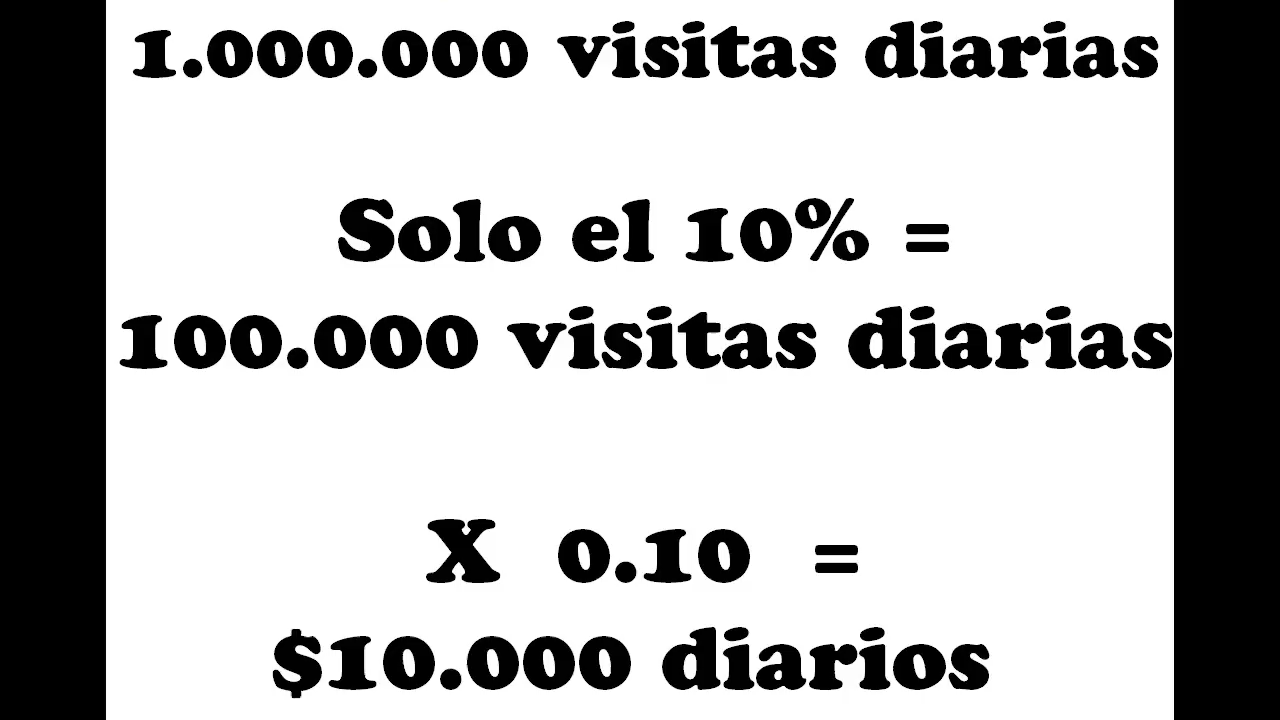 1.000.000 visitas diarias
Solo el 10% =
100.000 visitas diarias
X 0.10 =
$10.000 diarios